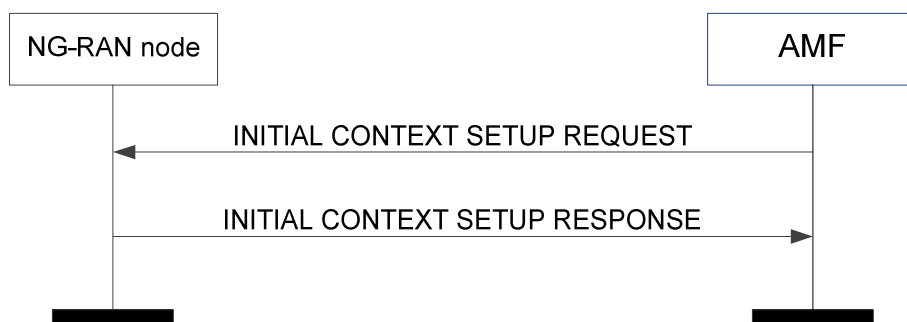 NG-RAN node
AMF
INITIAL CONTEXT SETUP REQUEST
INITIAL CONTEXT SETUP RESPONSE